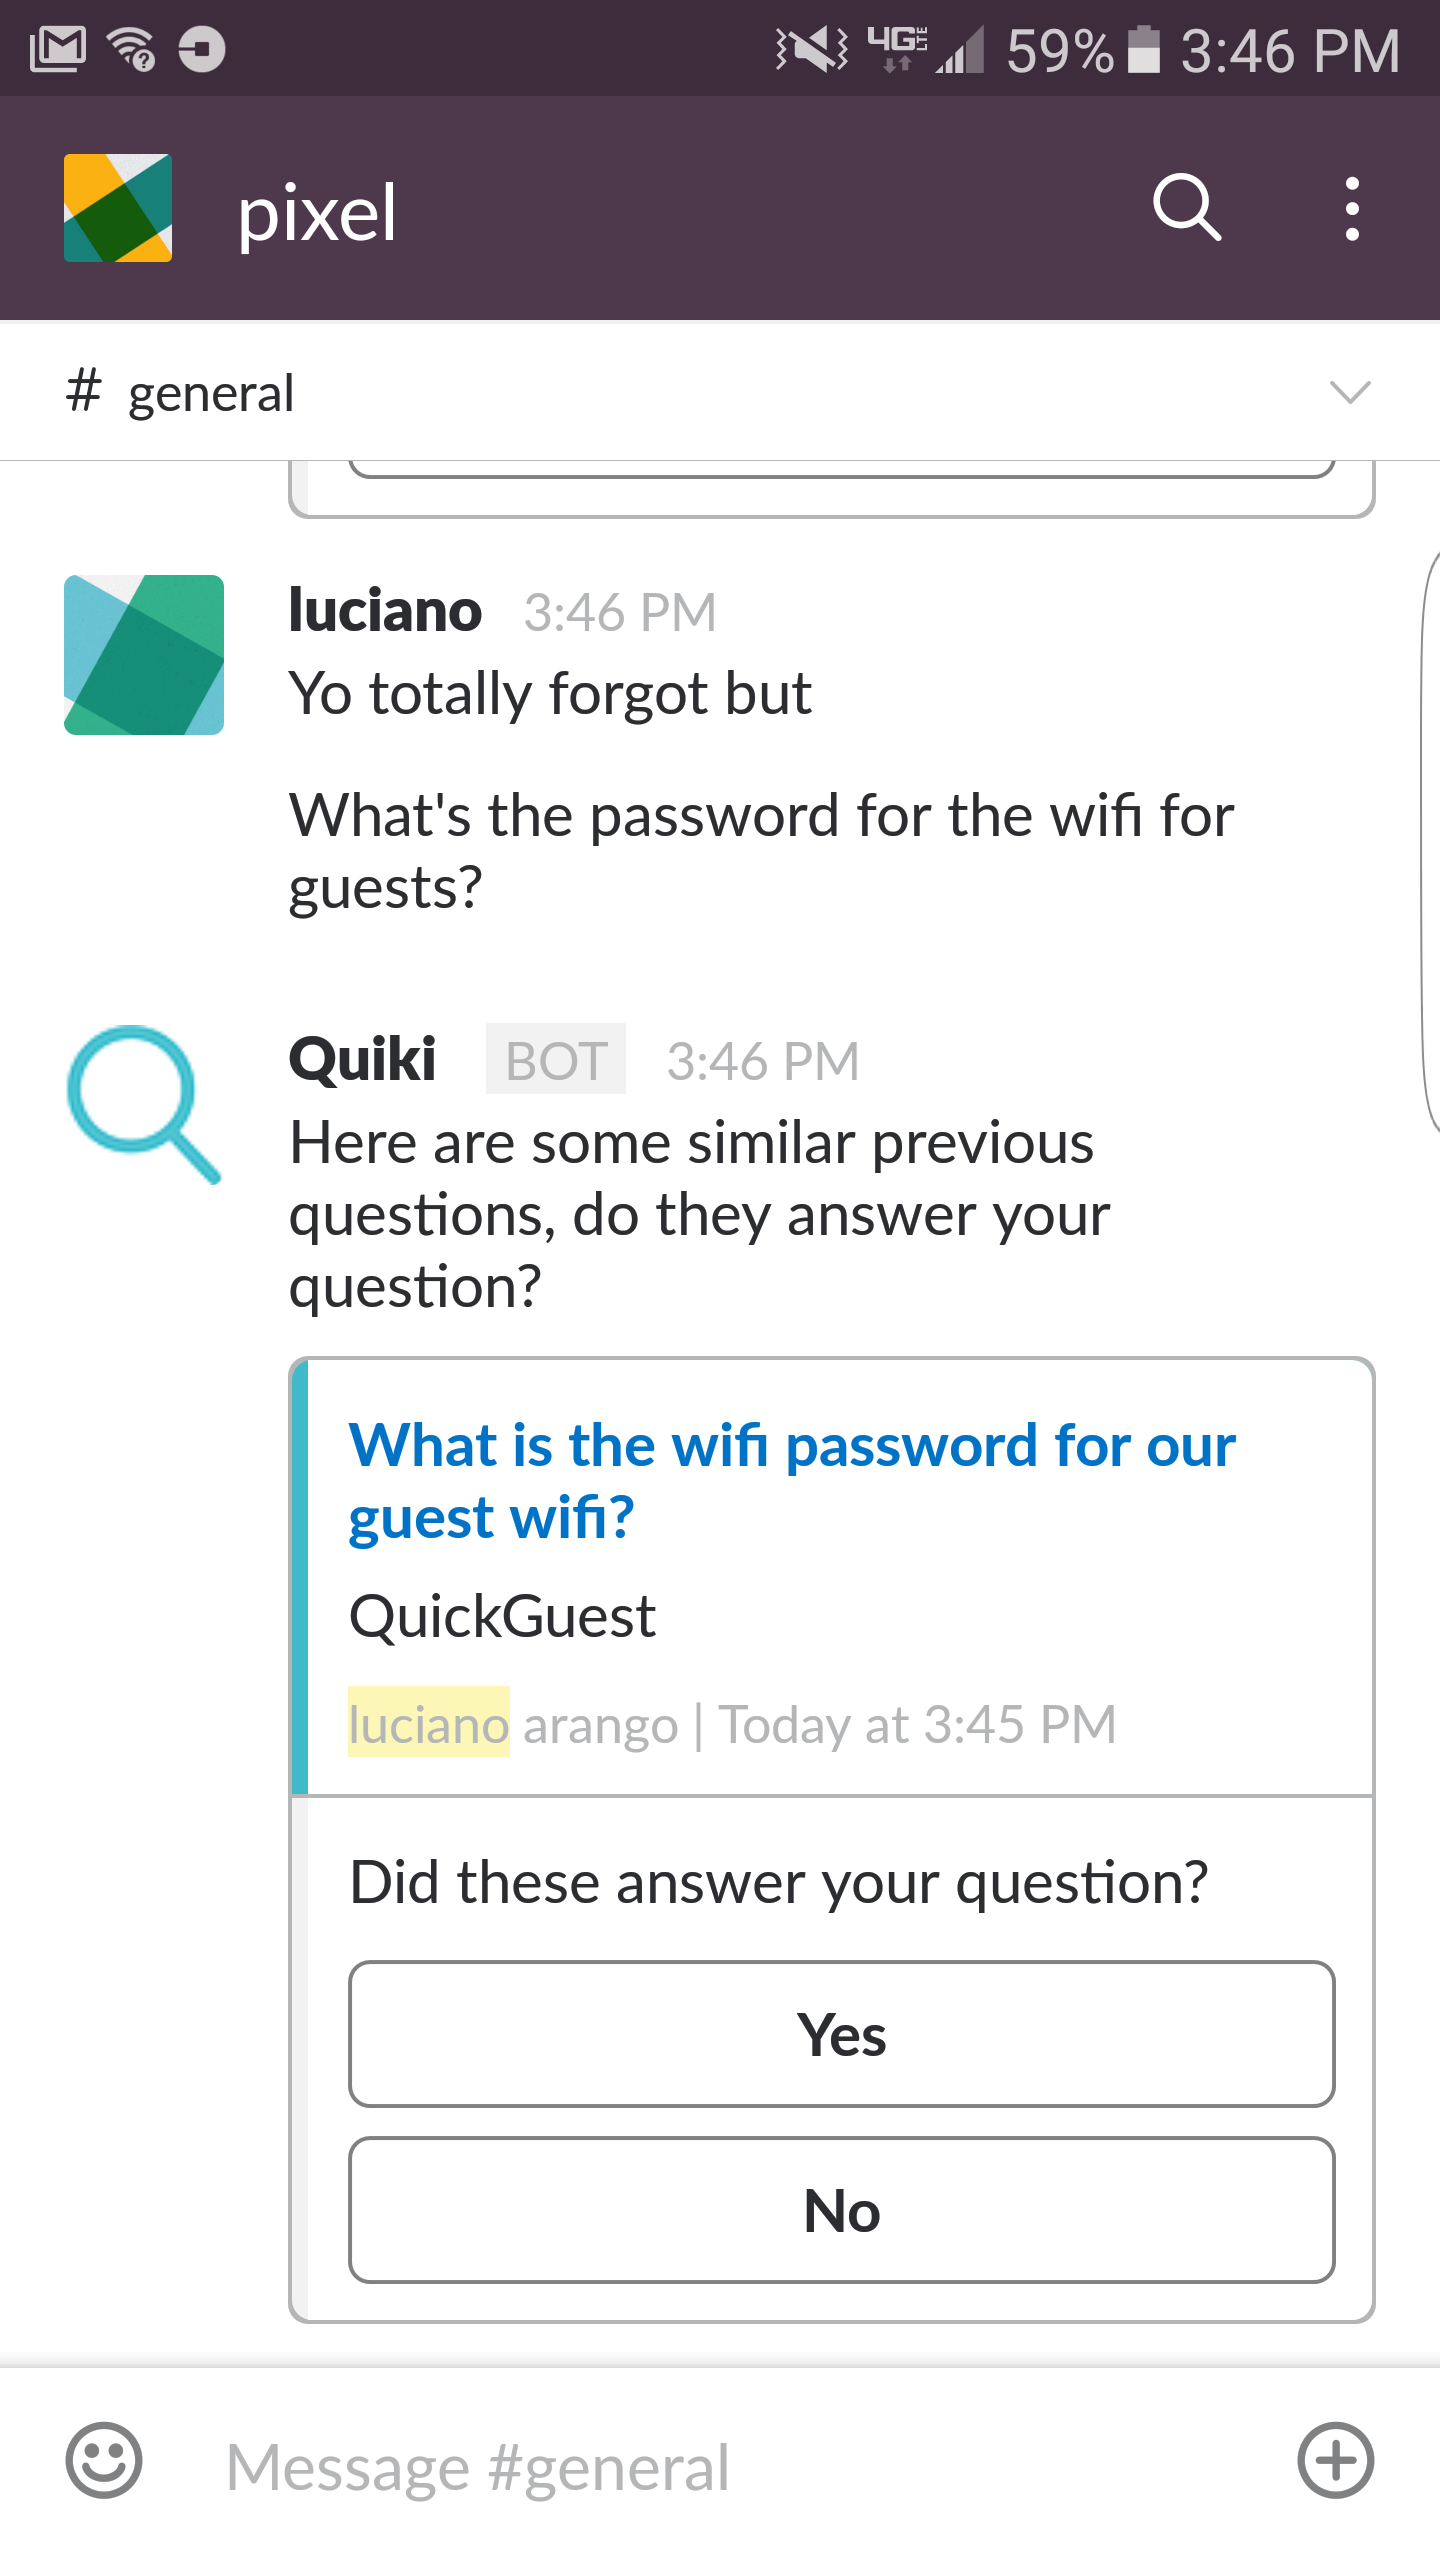 59% 3:46 PM
4G LTE
pixel
# general
luciano 3:46 PM
Yo totally forgot but
What's the password for the wifi for
guests?
Quiki BOT 3:46 PM
Here are some similar previous
questions, do they answer your
question?
What is the wifi password for our
guest wifi?
QuickGuest
luciano arango | Today at 3:45 PM
Did these answer your question?
Yes
No
Message #general